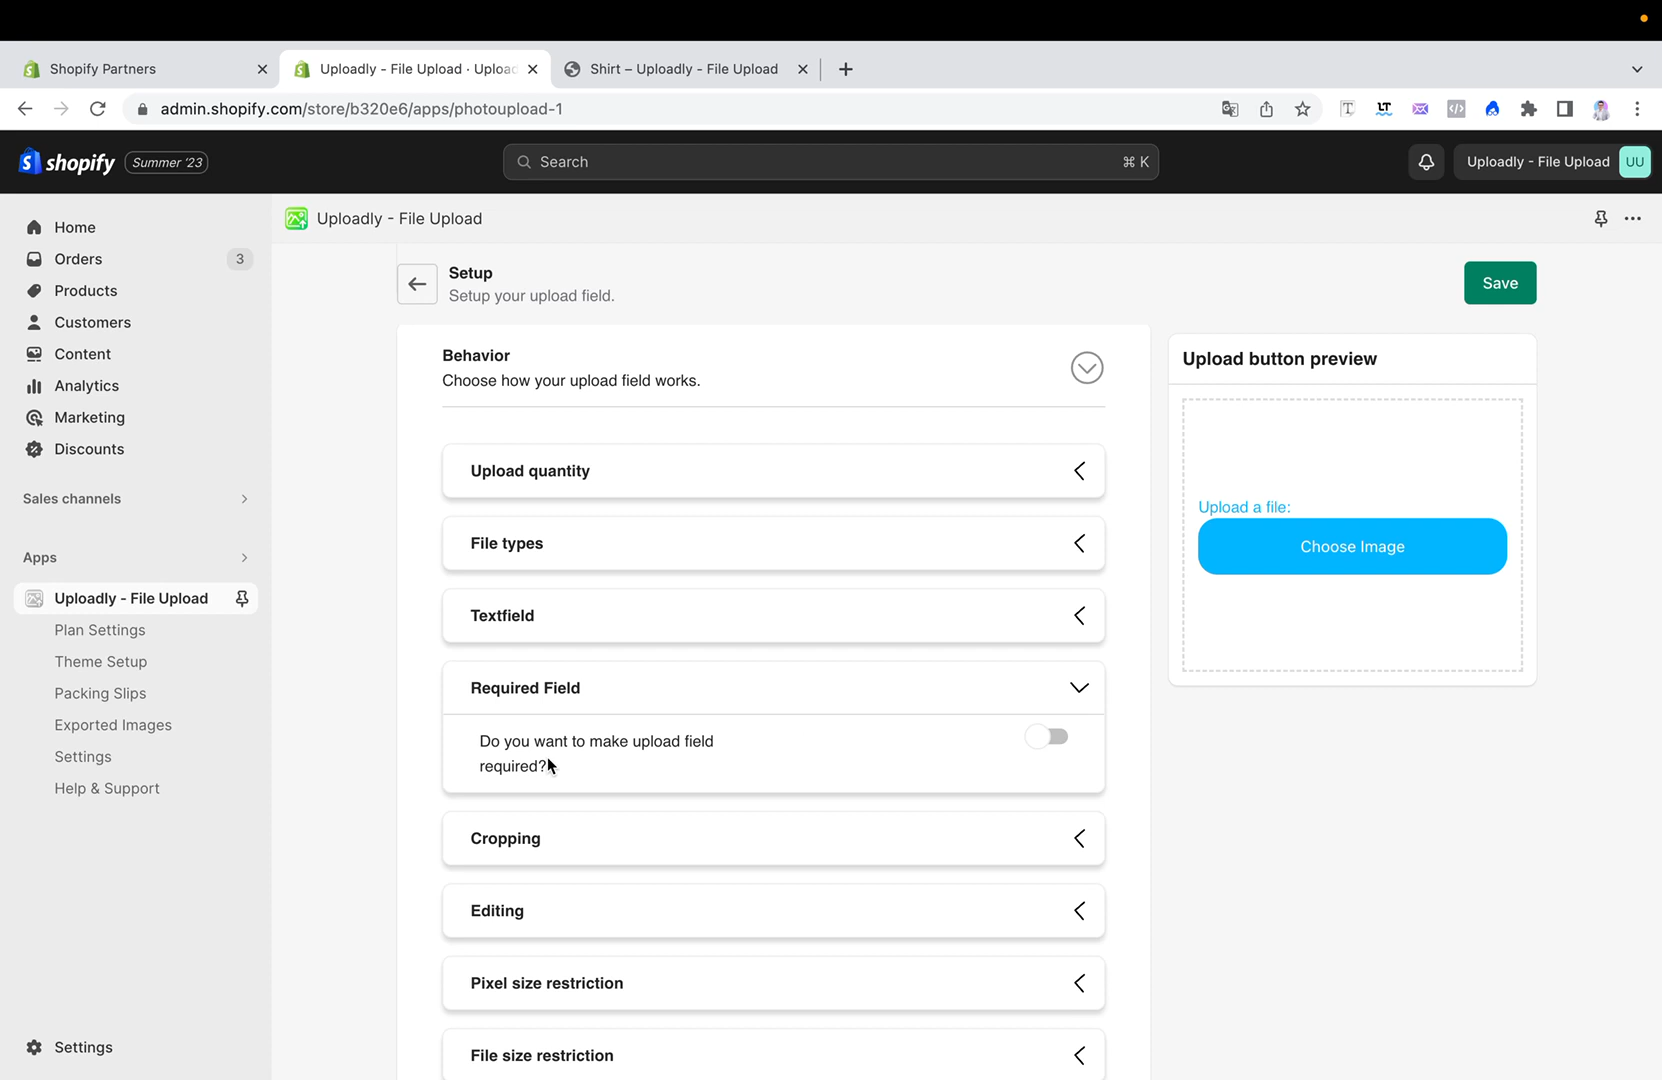 Shopify Partners
Uploadly - File Upload · Uploa
Shirt – Uploadly - File Upload
admin.shopify.com/store/b320e6/apps/photoupload-1
shopify
Summer '23
Search
⌘ K
Uploadly - File Upload
UU
Home
Orders
3
Products
Customers
Content
Analytics
Marketing
Discounts
Sales channels
Apps
Uploadly - File Upload
Plan Settings
Theme Setup
Packing Slips
Exported Images
Settings
Help & Support
Settings
Uploadly - File Upload
Setup
Setup your upload field.
Save
Behavior
Choose how your upload field works.
Upload quantity
File types
Textfield
Required Field
Do you want to make upload field
required?
Cropping
Editing
Pixel size restriction
File size restriction
Upload button preview
Upload a file:
Choose Image